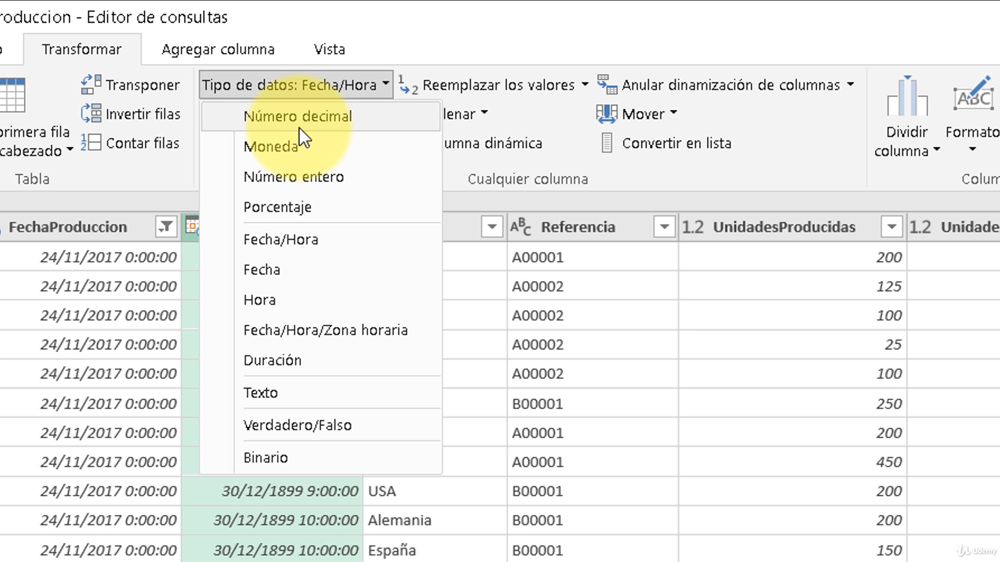 roduccion - Editor de consultas
Transformar
Agregar columna
Vista
Transponer
Invertir filas
Contar filas
primera fila
cabezado
Tabla
Tipo de datos: Fecha/Hora
Número decimal
Moneda
Número entero
Porcentaje
Fecha/Hora
Fecha
Hora
Fecha/Hora/Zona horaria
Duración
Texto
Verdadero/Falso
Binario
1 2 Reemplazar los valores
lenar
umna dinámica
Anular dinamización de columnas
Mover
Convertir en lista
Cualquier columna
Dividir
columna
ABC
Formato
Colum
FechaProduccion
ABC Referencia
1.2 UnidadesProducidas
1.2 Unidade
24/11/2017 0:00:00 A00001 200
24/11/2017 0:00:00 A00002 125
24/11/2017 0:00:00 A00002 100
24/11/2017 0:00:00 A00002 25
24/11/2017 0:00:00 A00002 100
24/11/2017 0:00:00 B00001 250
24/11/2017 0:00:00 A00001 200
24/11/2017 0:00:00 A00001 450
24/11/2017 0:00:00 30/12/1899 9:00:00 USA B00001 200
24/11/2017 0:00:00 30/12/1899 10:00:00 Alemania B00001 200
24/11/2017 0:00:00 30/12/1899 10:00:00 España B00001 150
Udemy